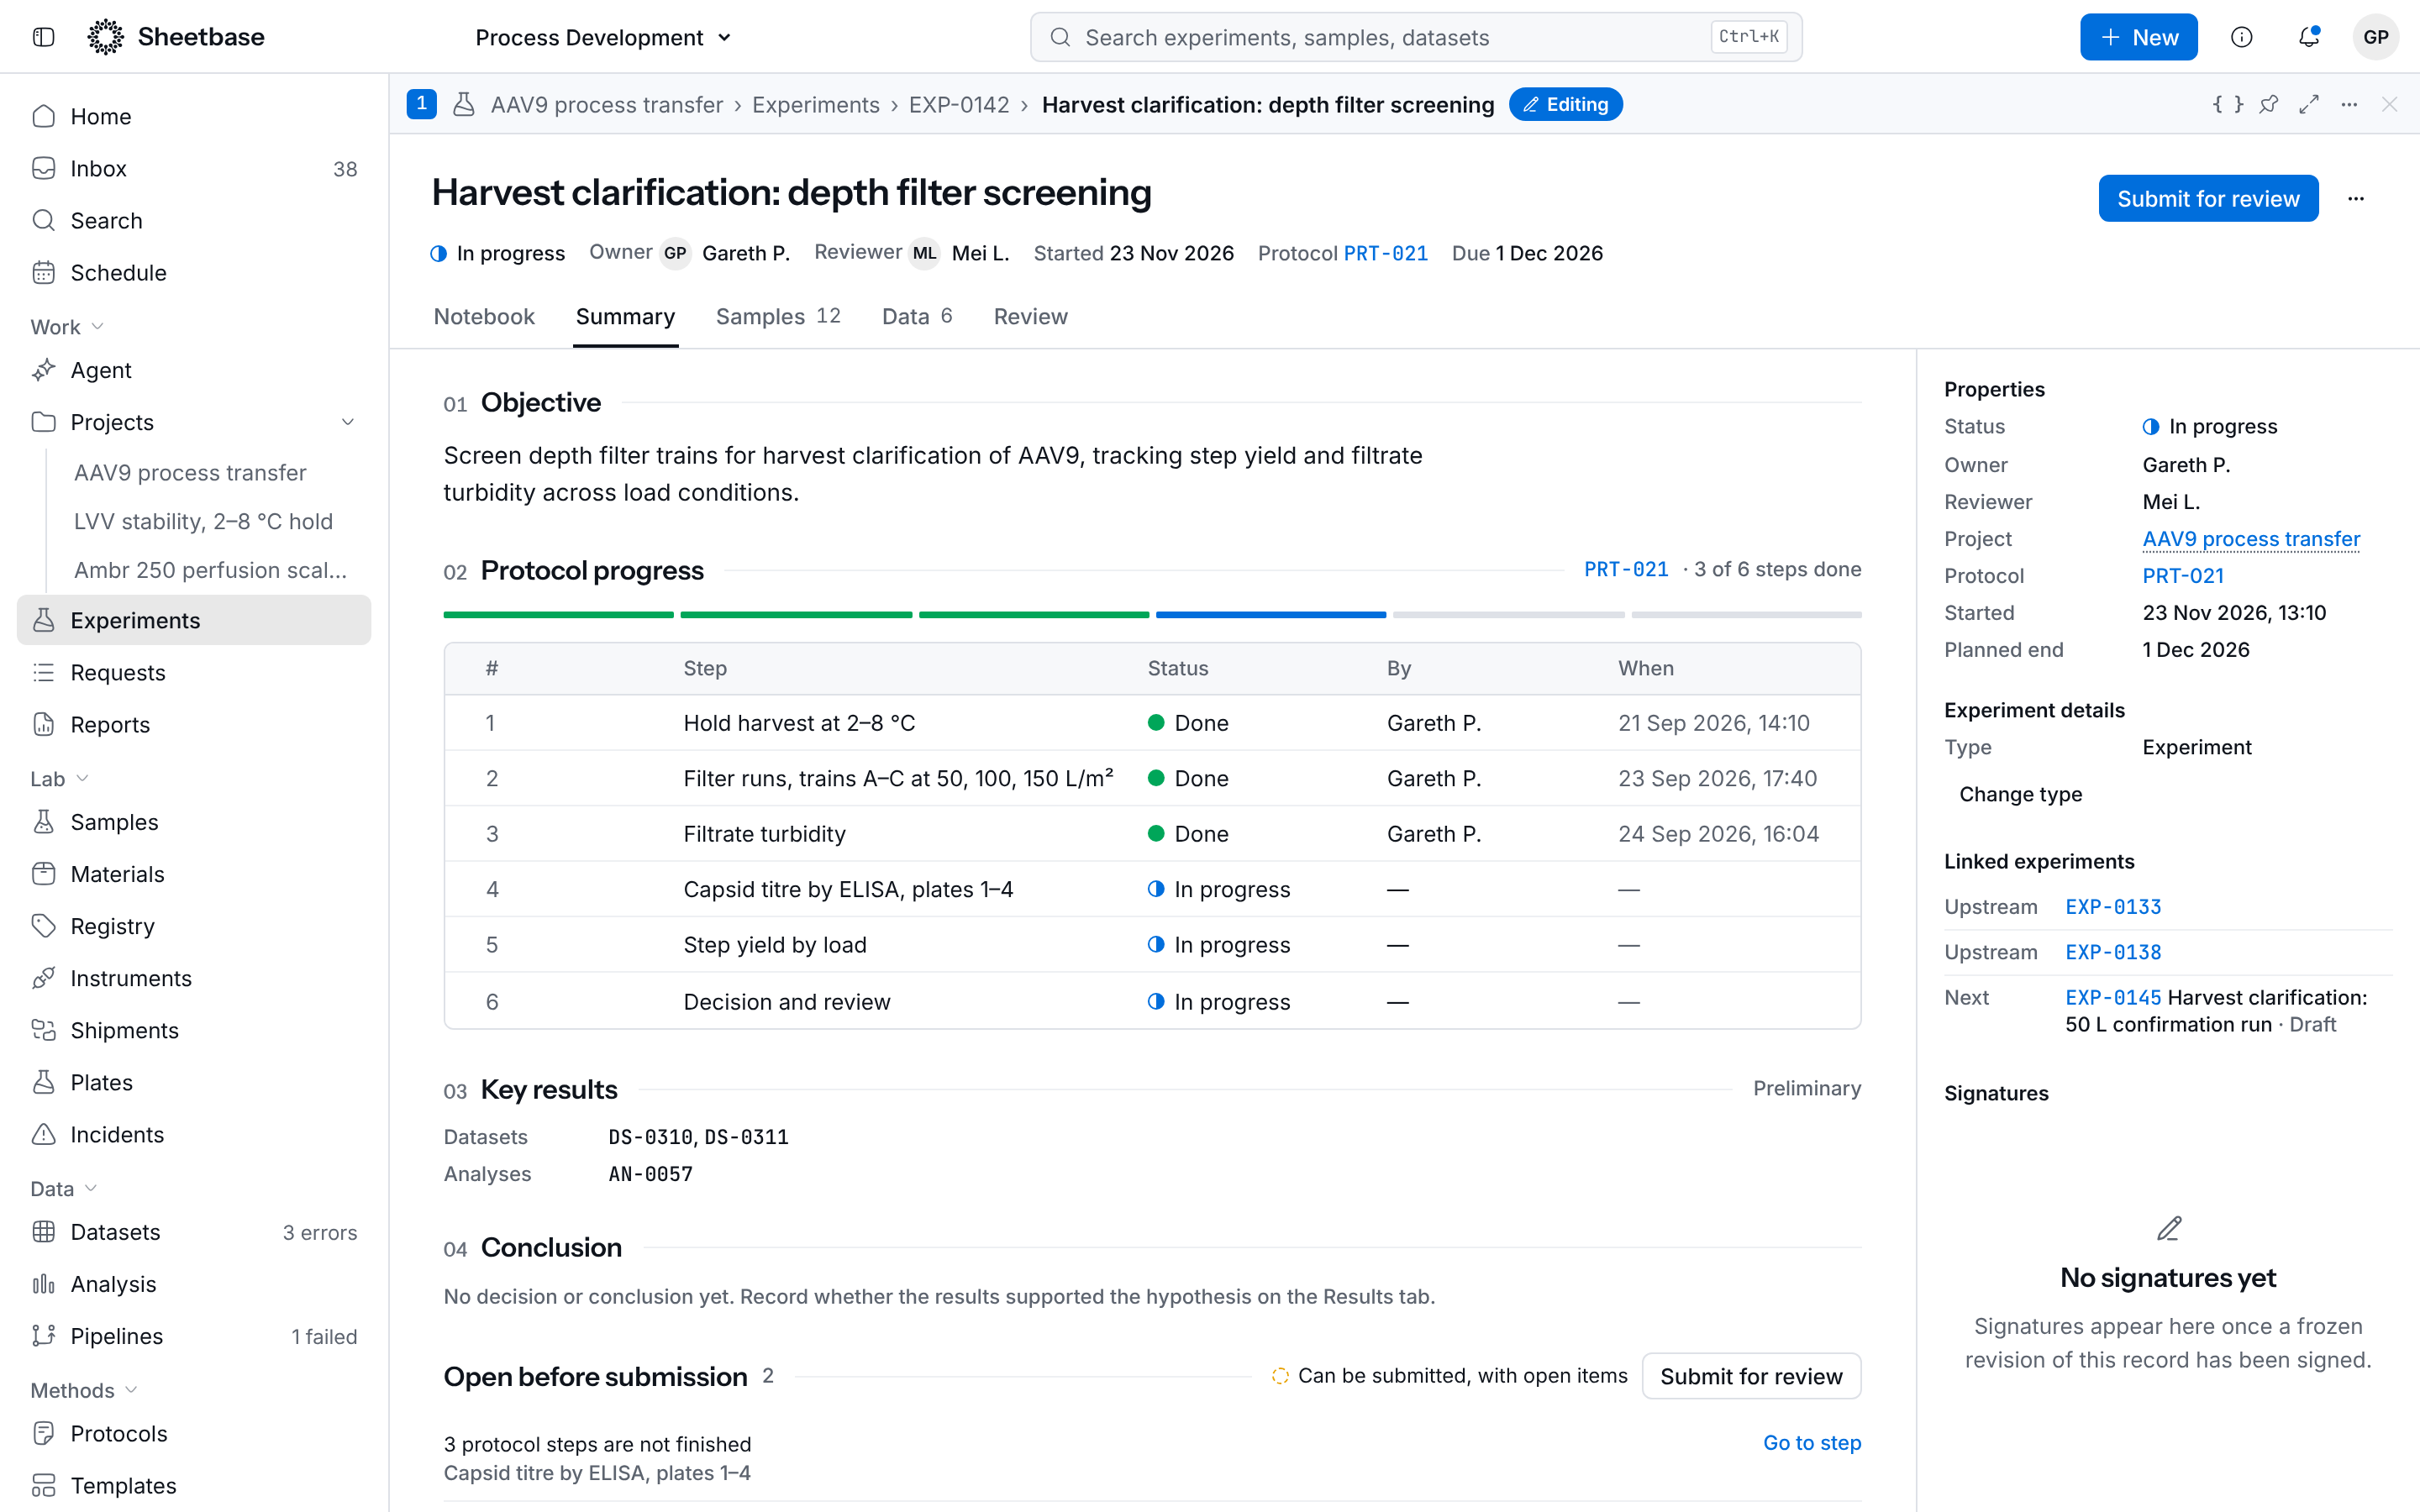 Sheetbase
Process Development
Search experiments, samples, datasets
Ctrl+K
New
GP
Home
Inbox 38
Search
Schedule
Work
Agent
Projects
AAV9 process transfer
LVV stability, 2–8 °C hold
Ambr 250 perfusion scal...
Experiments
Requests
Reports
Lab
Samples
Materials
Registry
Instruments
Shipments
Plates
Incidents
Data
Datasets 3 errors
Analysis
Pipelines 1 failed
Methods
Protocols
Templates
1 AAV9 process transfer › Experiments › EXP-0142 › Harvest clarification: depth filter screening Editing
Harvest clarification: depth filter screening
Submit for review
In progress Owner GP Gareth P. Reviewer ML Mei L. Started 23 Nov 2026 Protocol PRT-021 Due 1 Dec 2026
Notebook Summary Samples 12 Data 6 Review
01 Objective
Screen depth filter trains for harvest clarification of AAV9, tracking step yield and filtrate
turbidity across load conditions.
02 Protocol progress PRT-021 · 3 of 6 steps done
# Step Status By When
1 Hold harvest at 2–8 °C Done Gareth P. 21 Sep 2026, 14:10
2 Filter runs, trains A–C at 50, 100, 150 L/m² Done Gareth P. 23 Sep 2026, 17:40
3 Filtrate turbidity Done Gareth P. 24 Sep 2026, 16:04
4 Capsid titre by ELISA, plates 1–4 In progress — —
5 Step yield by load In progress — —
6 Decision and review In progress — —
03 Key results Preliminary
Datasets DS-0310, DS-0311
Analyses AN-0057
04 Conclusion
No decision or conclusion yet. Record whether the results supported the hypothesis on the Results tab.
Open before submission 2 Can be submitted, with open items Submit for review
3 protocol steps are not finished Go to step
Capsid titre by ELISA, plates 1–4
Properties
Status In progress
Owner Gareth P.
Reviewer Mei L.
Project AAV9 process transfer
Protocol PRT-021
Started 23 Nov 2026, 13:10
Planned end 1 Dec 2026
Experiment details
Type Experiment
Change type
Linked experiments
Upstream EXP-0133
Upstream EXP-0138
Next EXP-0145 Harvest clarification:
50 L confirmation run · Draft
Signatures
No signatures yet
Signatures appear here once a frozen
revision of this record has been signed.